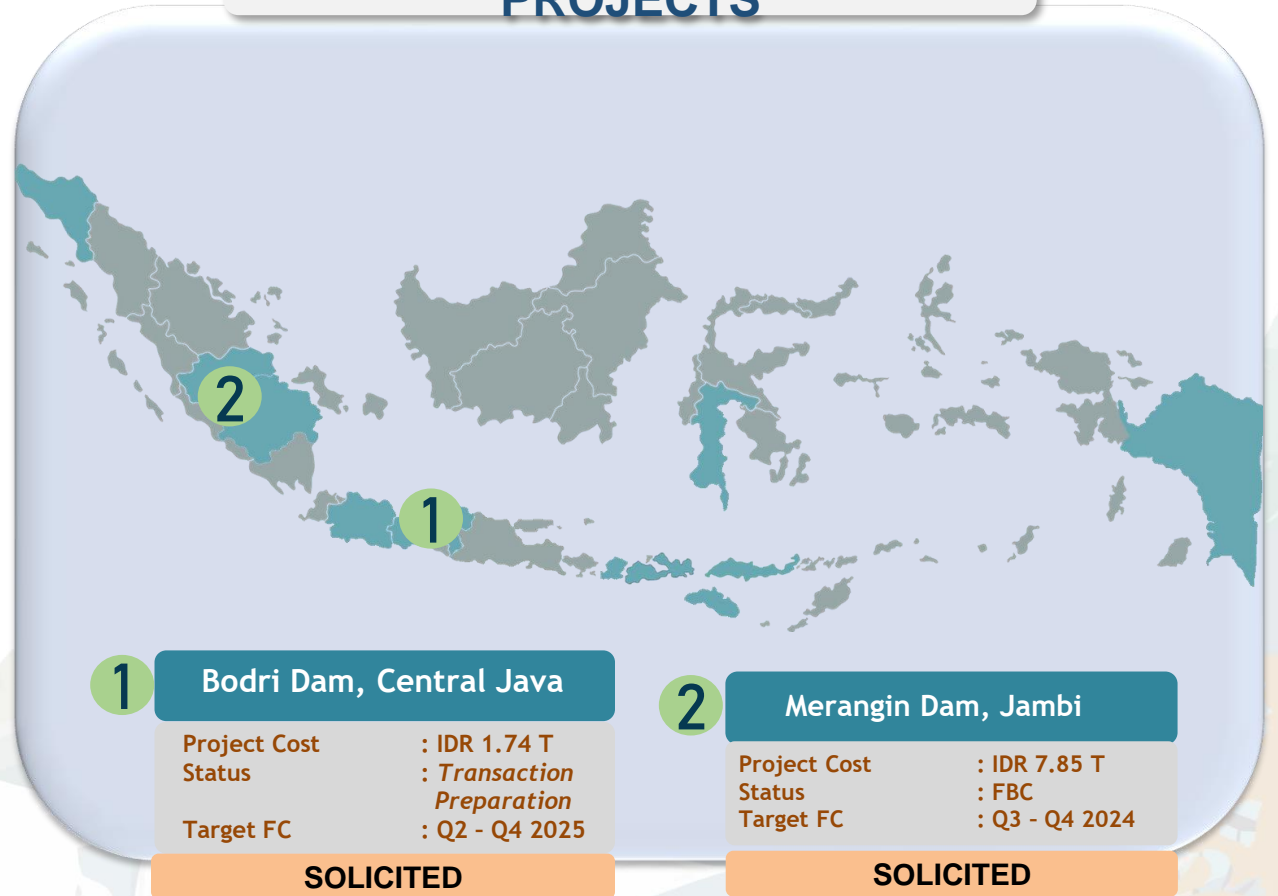 PROJECTS
2
1
1
Bodri Dam, Central Java
Project Cost : IDR 1.74 T
Status : Transaction
Preparation
Target FC : Q2 – Q4 2025
SOLICITED
2
Merangin Dam, Jambi
Project Cost : IDR 7.85 T
Status : FBC
Target FC : Q3 – Q4 2024
SOLICITED